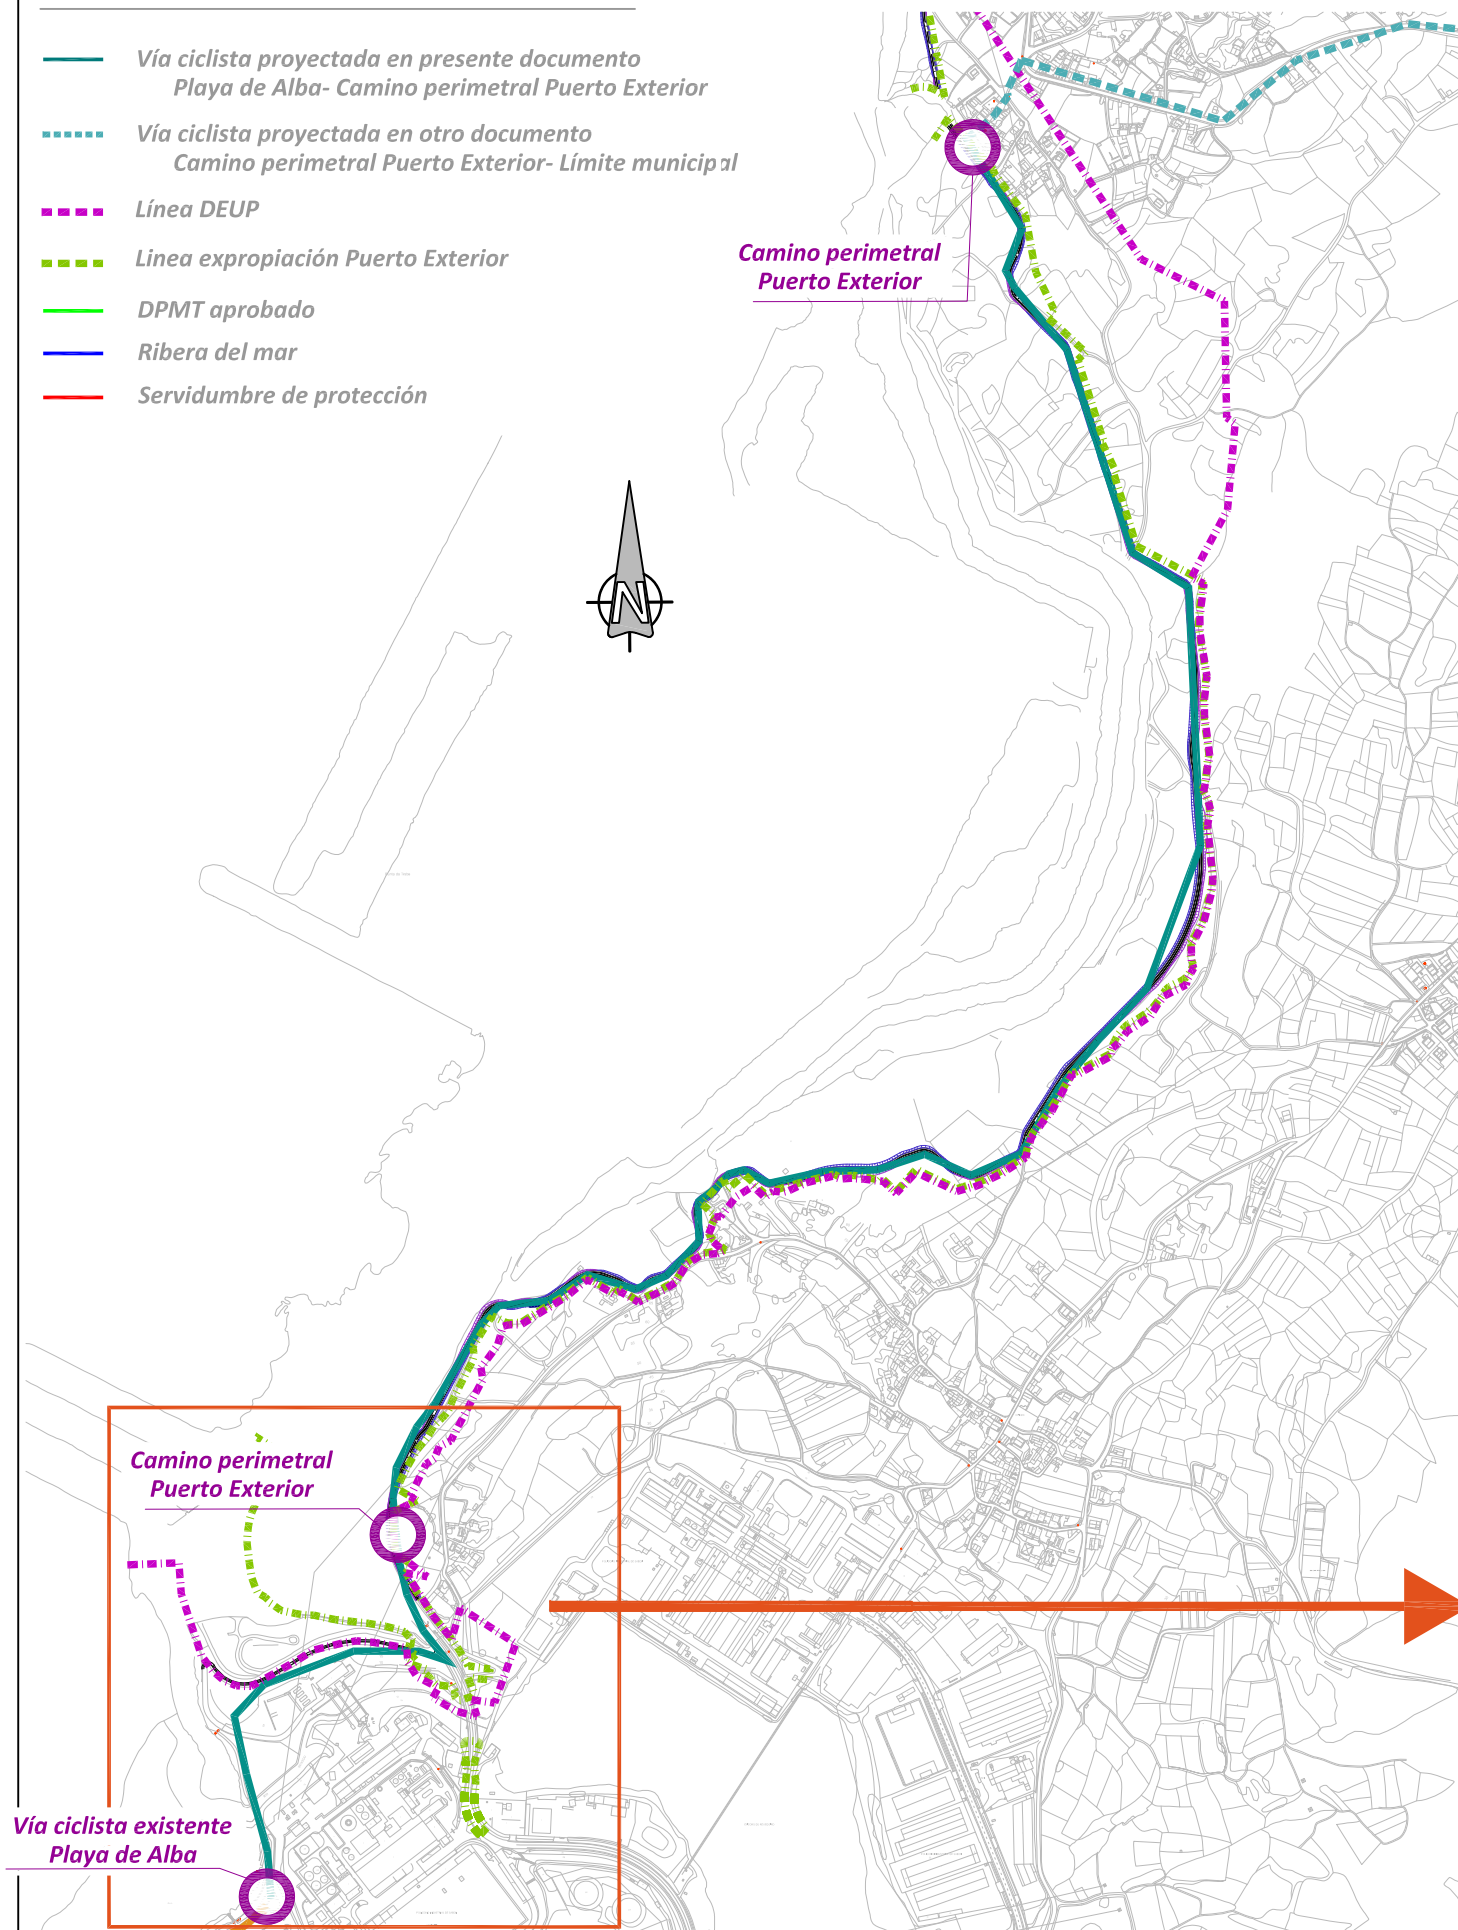 Vía ciclista proyectada en presente documento
Playa de Alba- Camino perimetral Puerto Exterior
Vía ciclista proyectada en otro documento
Camino perimetral Puerto Exterior- Límite municipal
Línea DEUP
Linea expropiación Puerto Exterior
DPMT aprobado
Ribera del mar
Servidumbre de protección
Camino perimetral
Puerto Exterior
N
Camino perimetral
Puerto Exterior
Vía ciclista existente
Playa de Alba